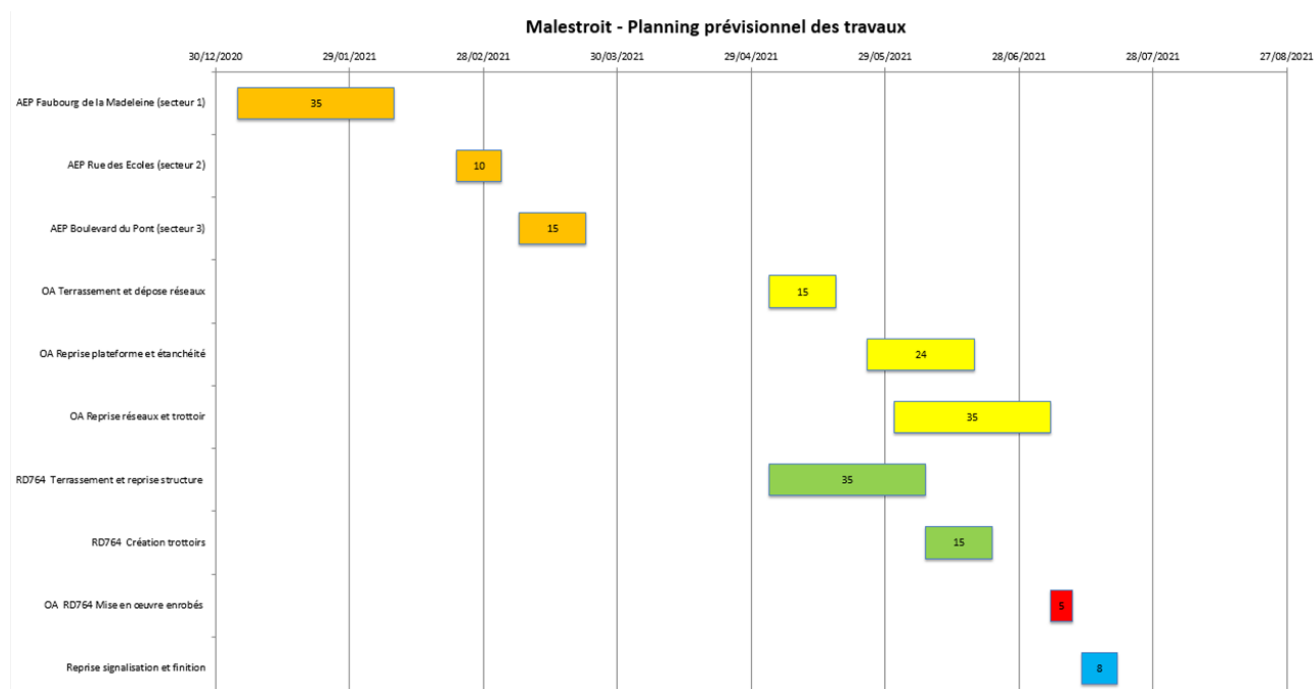 Malestroit - Planning prévisionnel des travaux
30/12/2020 29/01/2021 28/02/2021 30/03/2021 29/04/2021 29/05/2021 28/06/2021 28/07/2021 27/08/2021
AEP Faubourg de la Madeleine (secteur 1) 35
AEP Rue des Ecoles (secteur 2) 10
AEP Boulevard du Pont (secteur 3) 15
OA Terrassement et dépose réseaux 15
OA Reprise plateforme et étanchéité 24
OA Reprise réseaux et trottoir 35
RD764 Terrassement et reprise structure 35
RD764 Création trottoirs 15
OA RD764 Mise en œuvre enrobés 5
Reprise signalisation et finition 8